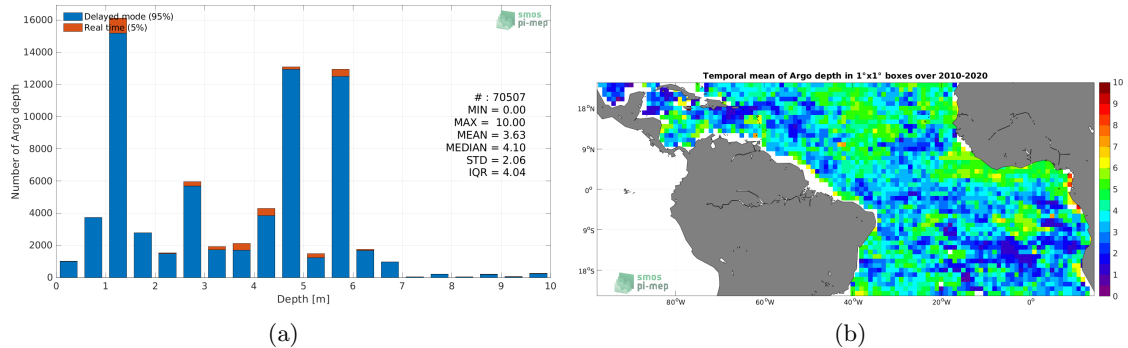 Delayed mode (95%)
Real time (5%)
smos
pi-mep
16000
14000
12000
10000
8000
6000
4000
2000
0
Number of Argo depth
# : 70507
MIN = 0.00
MAX = 10.00
MEAN = 3.63
MEDIAN = 4.10
STD = 2.06
IQR = 4.04
0 1 2 3 4 5 6 7 8 9 10
Depth [m]
(a)
Temporal mean of Argo depth in 1°x1° boxes over 2010-2020
18°N
9°N
0°
9°S
18°S
80°W 60°W 40°W 20°W 0°
10
9
8
7
6
5
4
3
2
1
0
smos
pi-mep
(b)